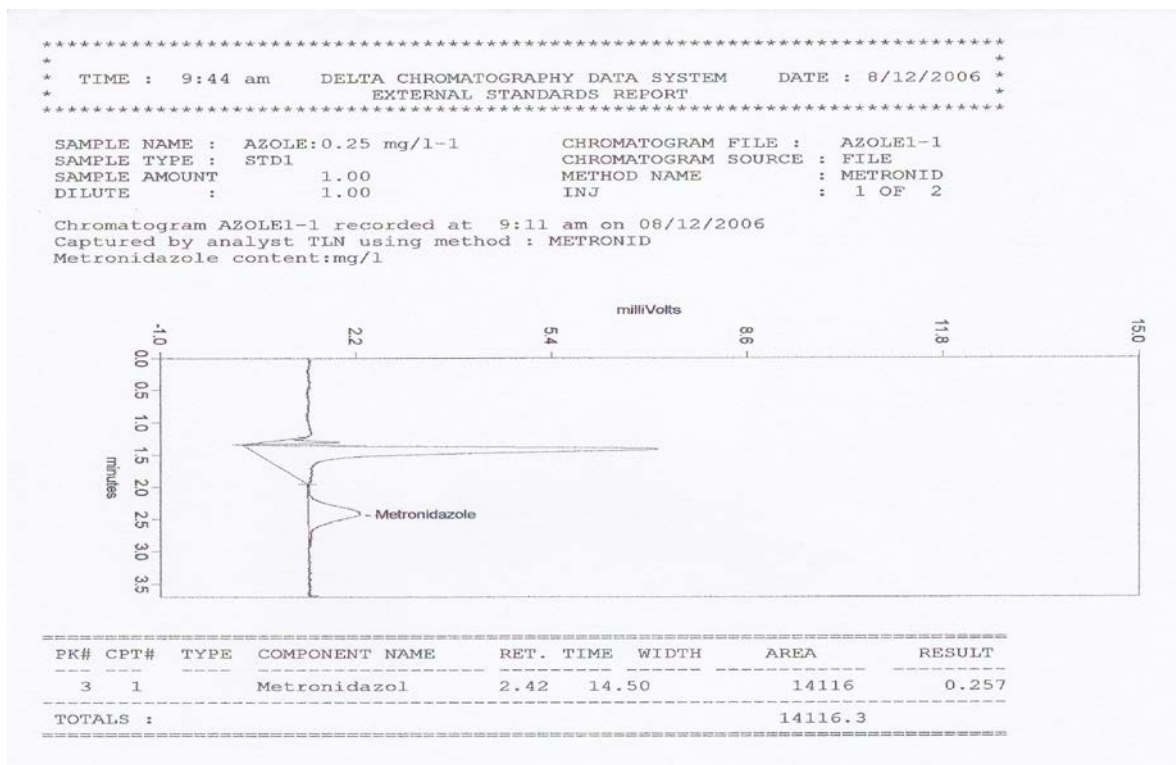 ********************************************************************************
* *
* TIME : 9:44 am DELTA CHROMATOGRAPHY DATA SYSTEM DATE : 8/12/2006 *
* EXTERNAL STANDARDS REPORT *
********************************************************************************
SAMPLE NAME : AZOLE:0.25 mg/l-1 CHROMATOGRAM FILE : AZOLE1-1
SAMPLE TYPE : STD1 CHROMATOGRAM SOURCE : FILE
SAMPLE AMOUNT 1.00 METHOD NAME : METRONID
DILUTE : 1.00 INJ : 1 OF 2
Chromatogram AZOLE1-1 recorded at 9:11 am on 08/12/2006
Captured by analyst TLN using method : METRONID
Metronidazole content:mg/l
milliVolts
-1.0 2.2 5.4 8.6 11.8 15.0
0.0
0.5
1.0
1.5
minutes
2.0
2.5
- Metronidazole
3.0
3.5
PK# CPT# TYPE COMPONENT NAME RET. TIME WIDTH AREA RESULT
3 1 Metronidazol 2.42 14.50 14116 0.257
TOTALS : 14116.3